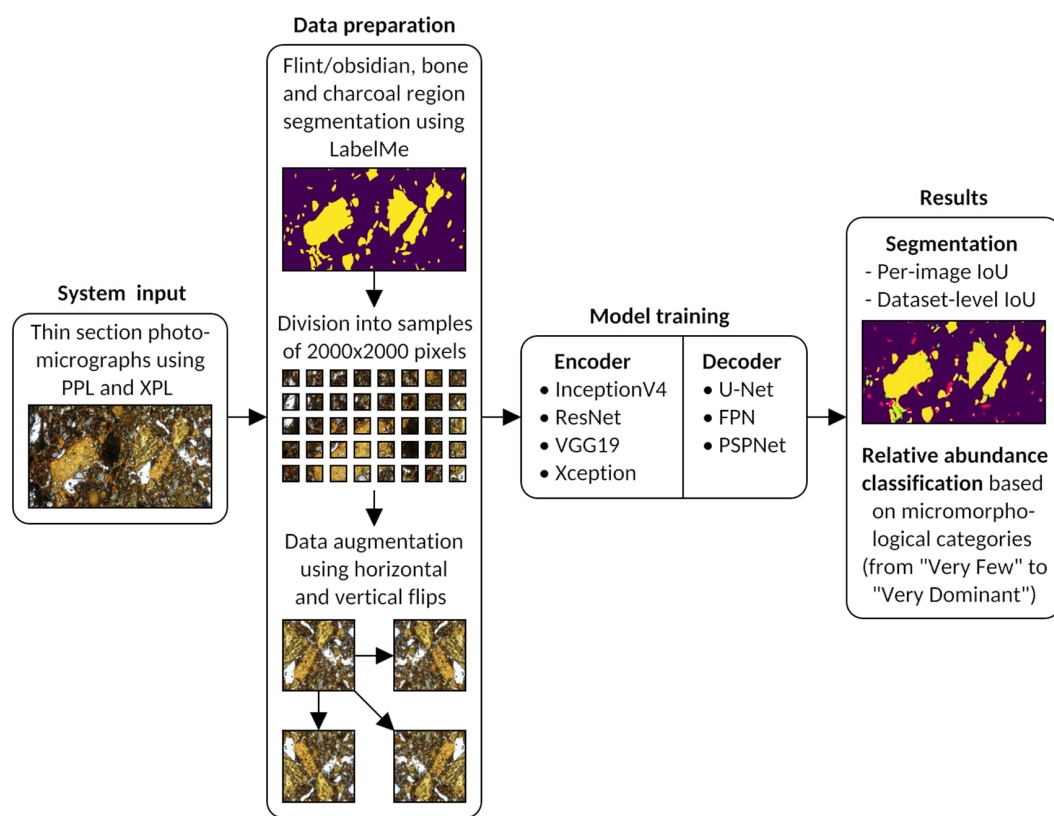 System input
Thin section photo-
micrographs using
PPL and XPL
Data preparation
Flint/obsidian, bone
and charcoal region
segmentation using
LabelMe
Division into samples
of 2000x2000 pixels
Data augmentation
using horizontal
and vertical flips
Model training
Encoder
• InceptionV4
• ResNet
• VGG19
• Xception
Decoder
• U-Net
• FPN
• PSPNet
Results
Segmentation
- Per-image IoU
- Dataset-level IoU
Relative abundance
classification based
on micromorpho-
logical categories
(from "Very Few" to
"Very Dominant")